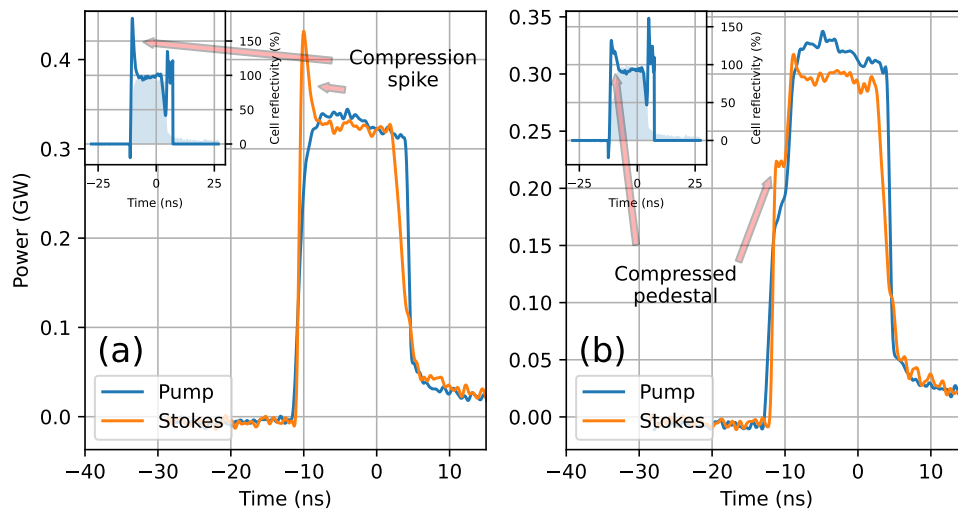 0.4
0.3
0.2
0.1
0.0
Power (GW)
−40
−30
−20
−10
0
10
Time (ns)
(a)
Pump
Stokes
Compression
spike
150
100
50
0
Cell reflectivity (%)
−25
0
25
Time (ns)
0.35
0.30
0.25
0.20
0.15
0.10
0.05
0.00
−40
−30
−20
−10
0
10
Time (ns)
(b)
Pump
Stokes
Compressed
pedestal
150
100
50
0
Cell reflectivity (%)
−25
0
25
Time (ns)